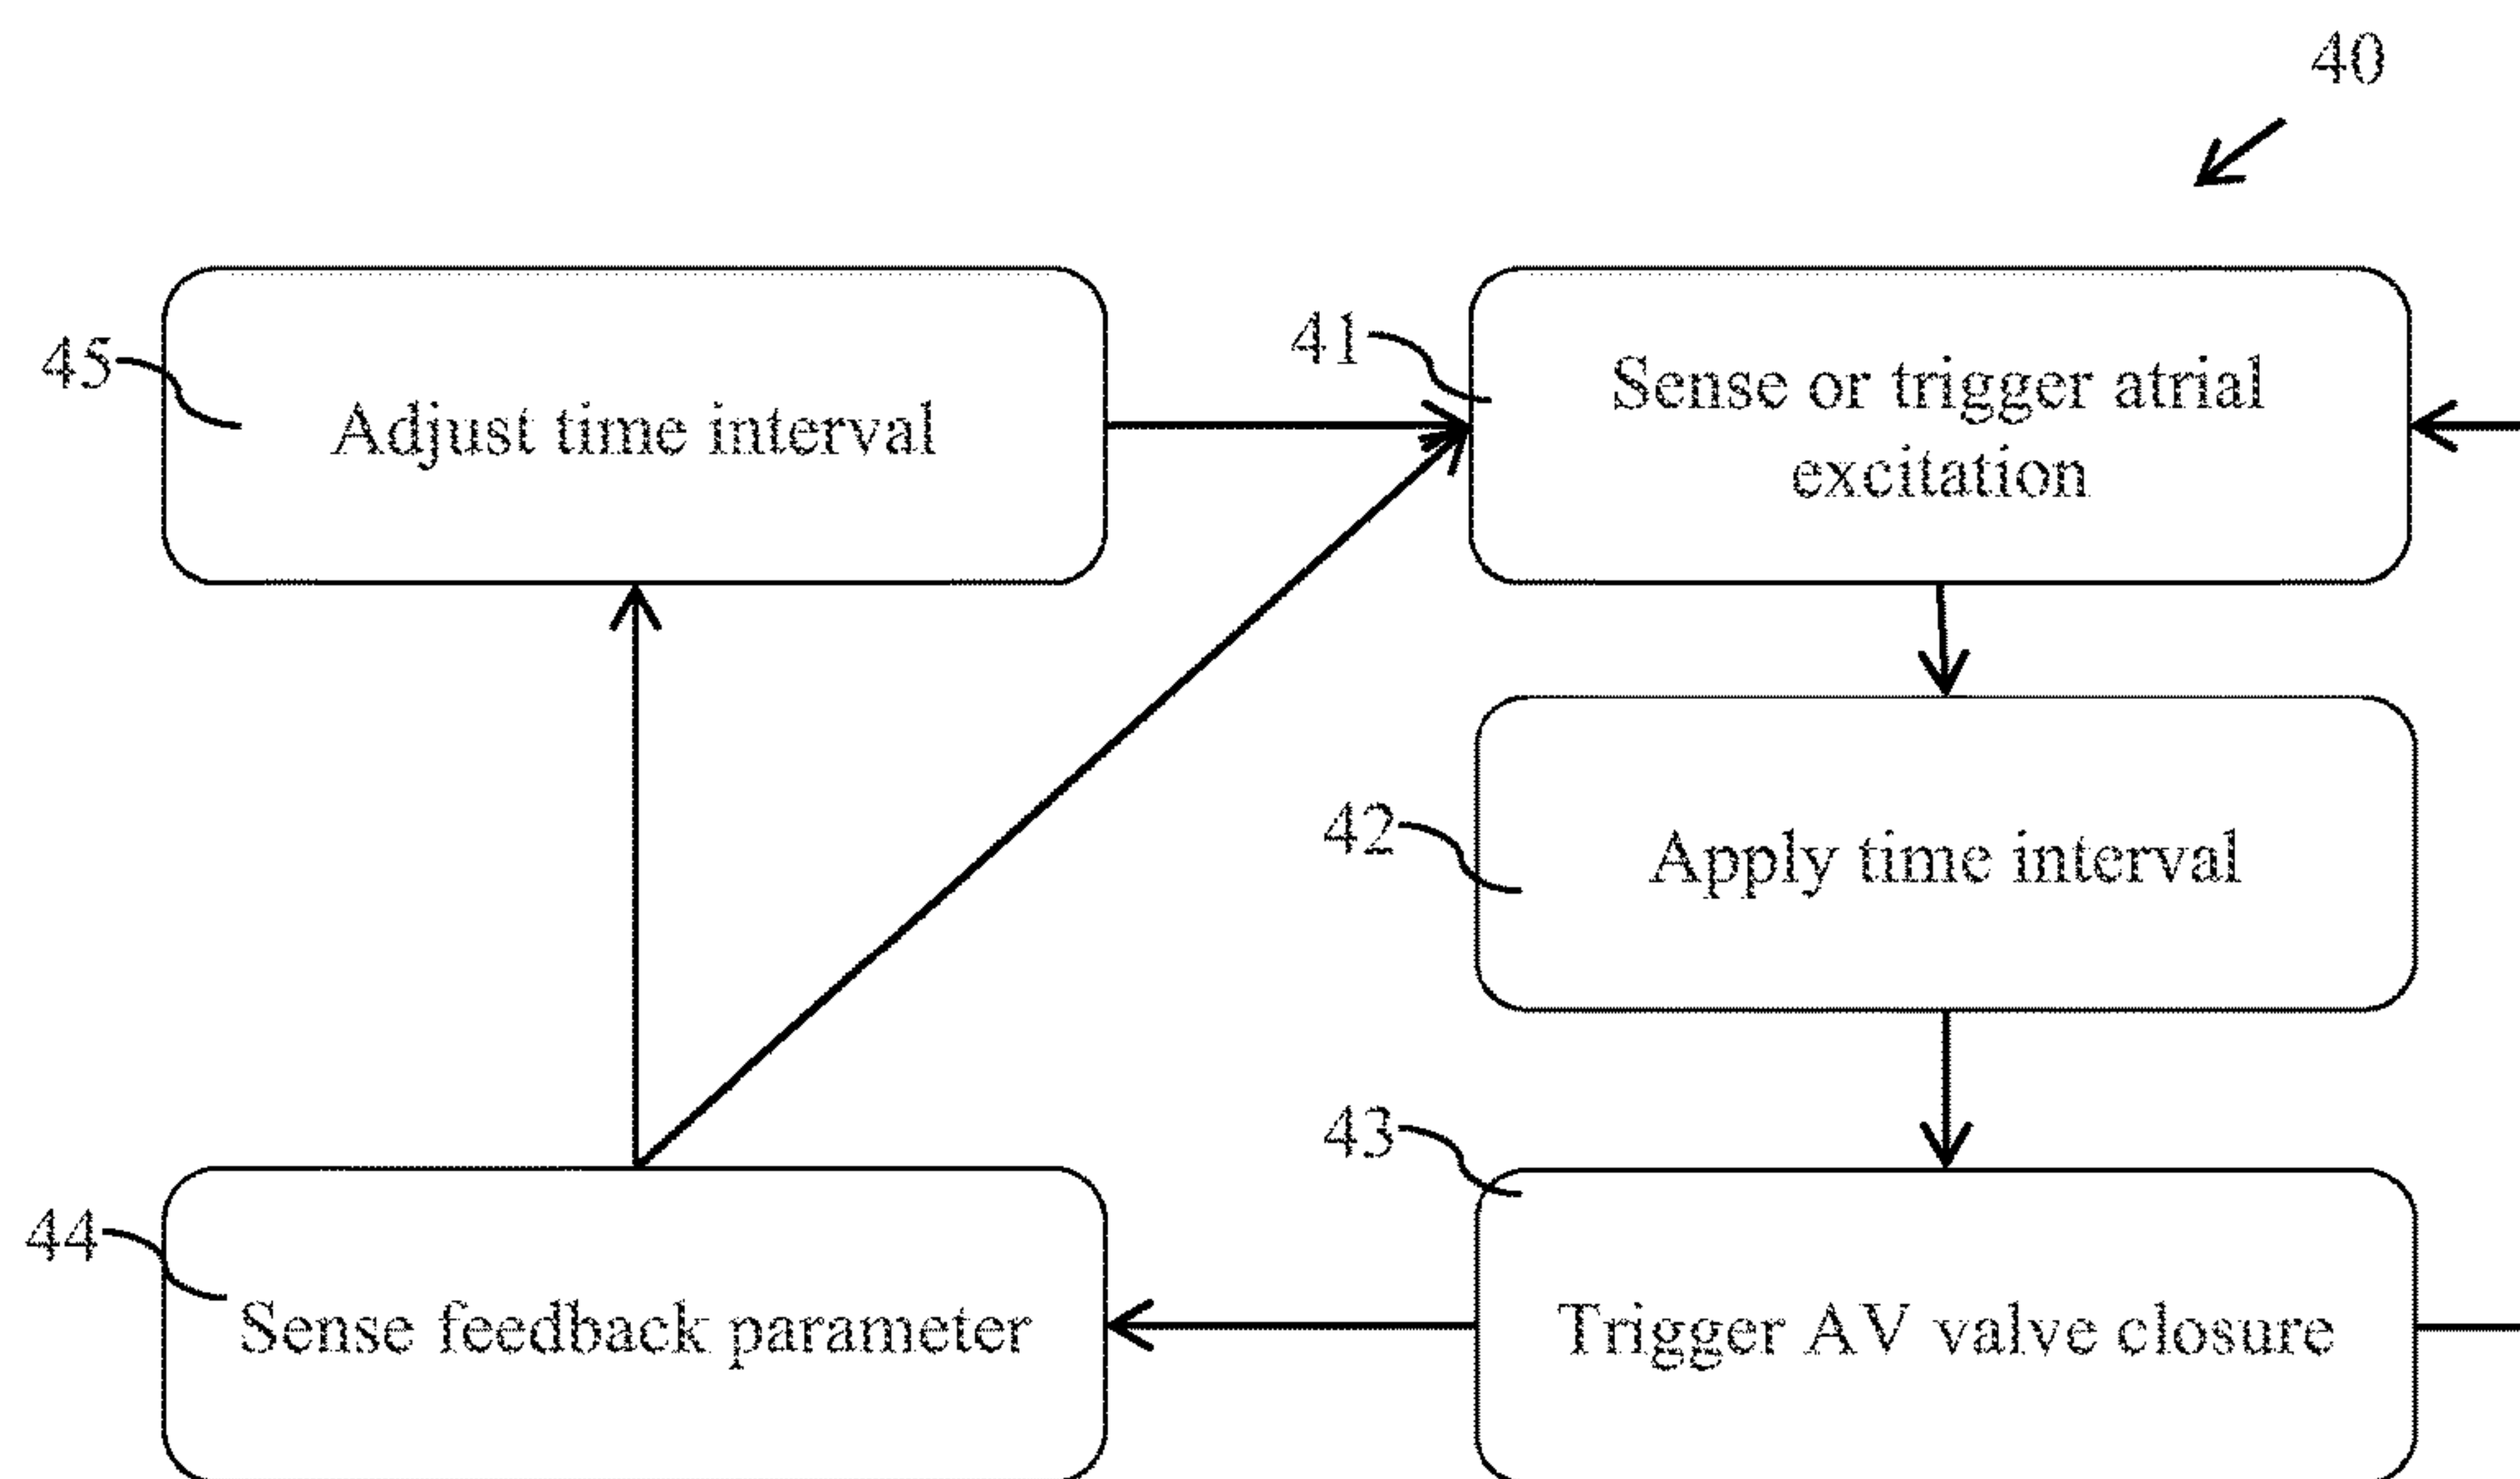 40
45
Adjust time interval
41
Sense or trigger atrial
excitation
42
Apply time interval
43
44
Sense feedback parameter
Trigger AV valve closure